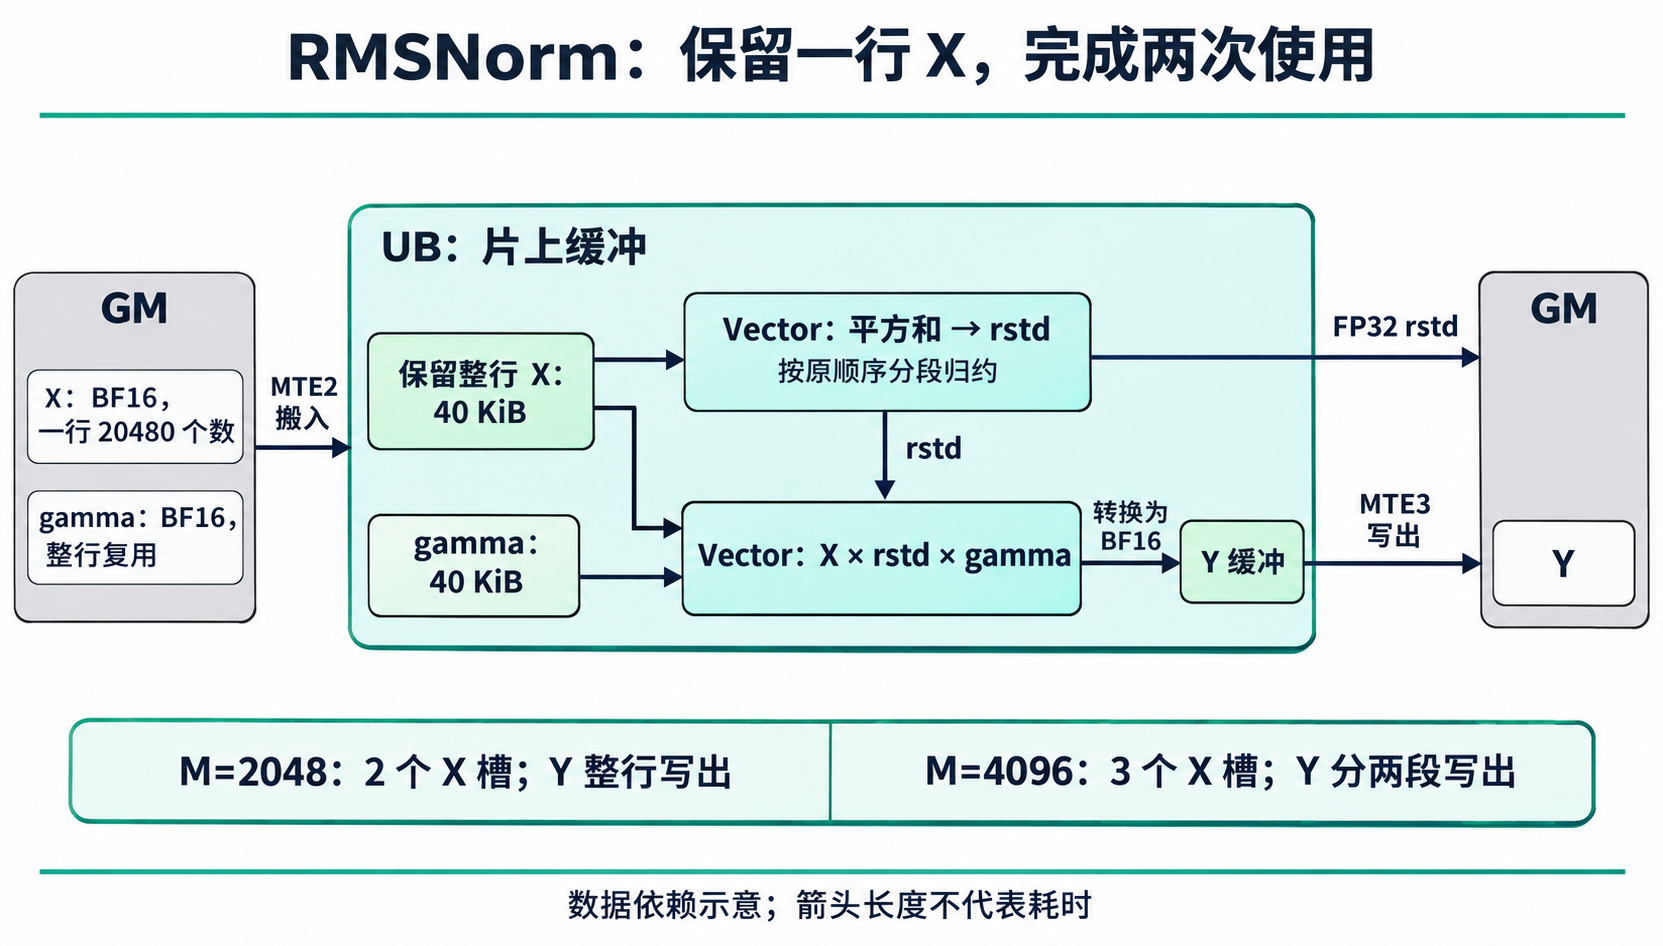 RMSNorm：保留一行 X，完成两次使用
GM
X：BF16，
一行 20480 个数
gamma：BF16，
整行复用
MTE2
搬入
UB：片上缓冲
保留整行 X：
40 KiB
gamma：
40 KiB
Vector：平方和 → rstd
按原顺序分段归约
rstd
Vector：X × rstd × gamma
转换为
BF16
Y 缓冲
FP32 rstd
MTE3
写出
GM
Y
M=2048：2 个 X 槽；Y 整行写出
M=4096：3 个 X 槽；Y 分两段写出
数据依赖示意；箭头长度不代表耗时